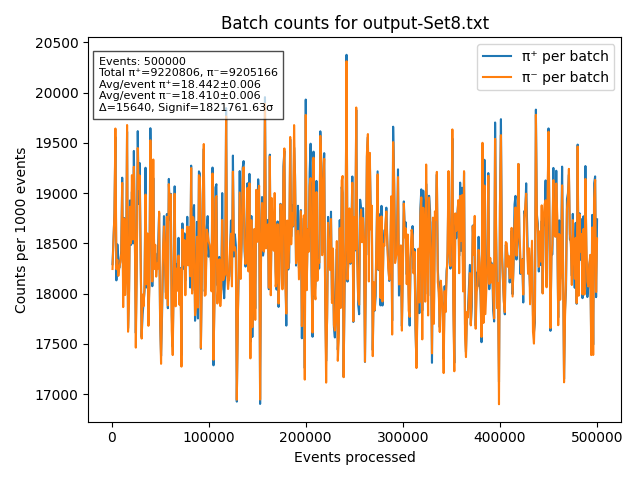 Batch counts for output-Set8.txt
Counts per 1000 events
20500
20000
19500
19000
18500
18000
17500
17000
Events: 500000
Total π⁺=9220806, π⁻=9205166
Avg/event π⁺=18.442±0.006
Avg/event π⁻=18.410±0.006
Δ=15640, Signif=1821761.63σ
π⁺ per batch
π⁻ per batch
0 100000 200000 300000 400000 500000
Events processed